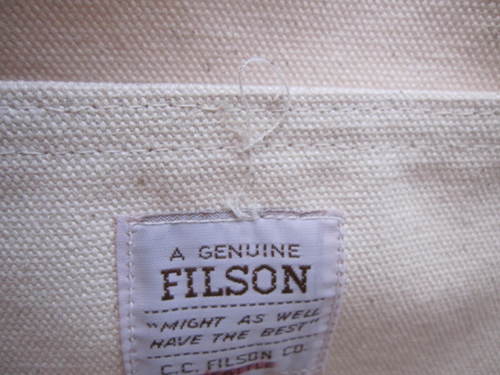 A GENUINE
FILSON
"MIGHT AS WELL
HAVE THE BEST"
C.C. FILSON CO.